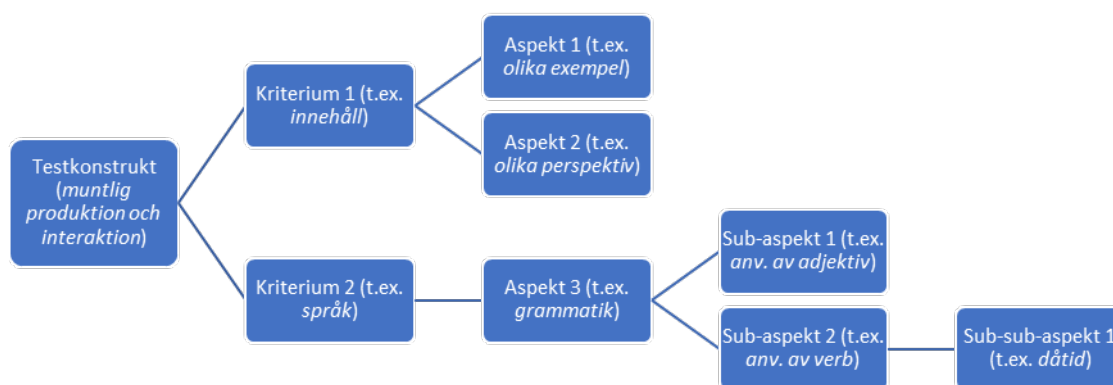 Testkonstrukt
(muntlig
produktion och
interaktion)
Kriterium 1 (t.ex.
innehåll)
Aspekt 1 (t.ex.
olika exempel)
Aspekt 2 (t.ex.
olika perspektiv)
Kriterium 2 (t.ex.
språk)
Aspekt 3 (t.ex.
grammatik)
Sub-aspekt 1 (t.ex.
anv. av adjektiv)
Sub-aspekt 2 (t.ex.
anv. av verb)
Sub-sub-aspekt 1
(t.ex. dåtid)